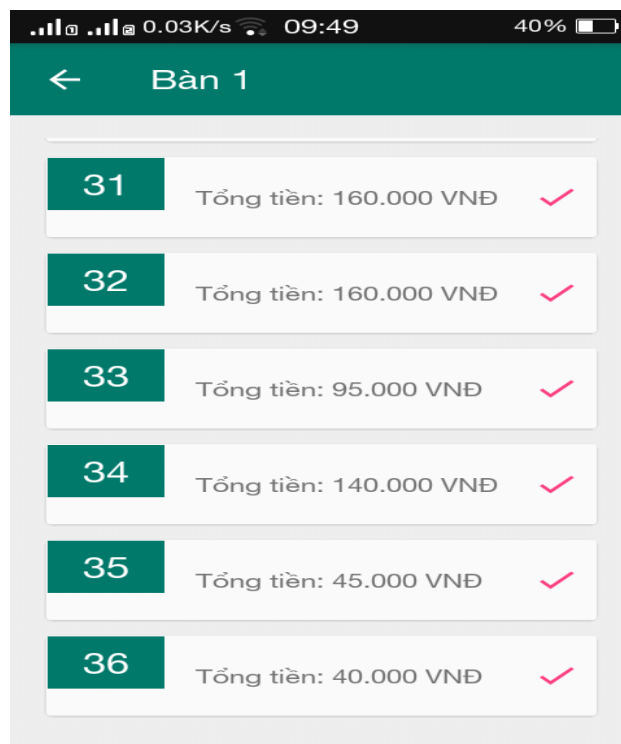 0.03K/s 09:49 40%
Bàn 1
31
Tổng tiền: 160.000 VNĐ
32
Tổng tiền: 160.000 VNĐ
33
Tổng tiền: 95.000 VNĐ
34
Tổng tiền: 140.000 VNĐ
35
Tổng tiền: 45.000 VNĐ
36
Tổng tiền: 40.000 VNĐ